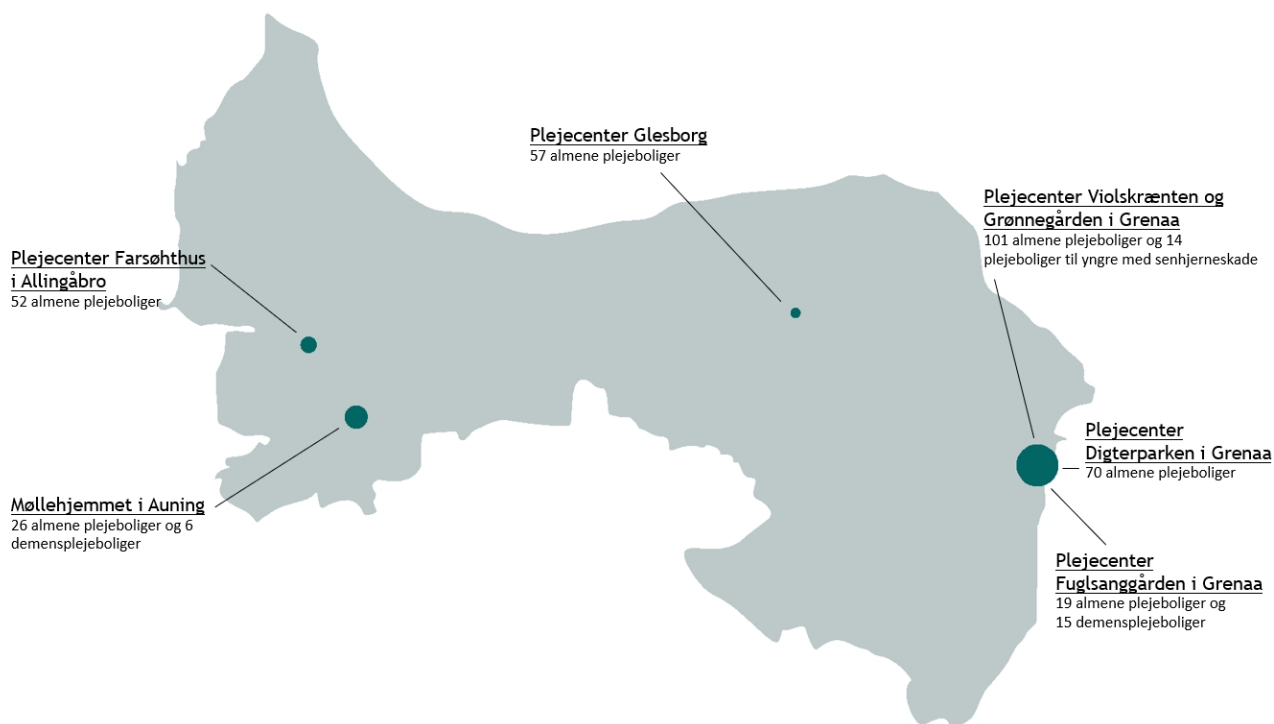 Plejecenter Glesborg
57 almene plejeboliger
Plejecenter Violskrænten og
Grønnegården i Grenaa
101 almene plejeboliger og 14
plejeboliger til yngre med senhjerneskade
Plejecenter Farsøhthus
i Allingåbro
52 almene plejeboliger
Plejecenter
Digterparken i Grenaa
70 almene plejeboliger
Møllehjemmet i Auning
26 almene plejeboliger og 6
demensplejeboliger
Plejecenter
Fuglsanggården i Grenaa
19 almene plejeboliger og
15 demensplejeboliger